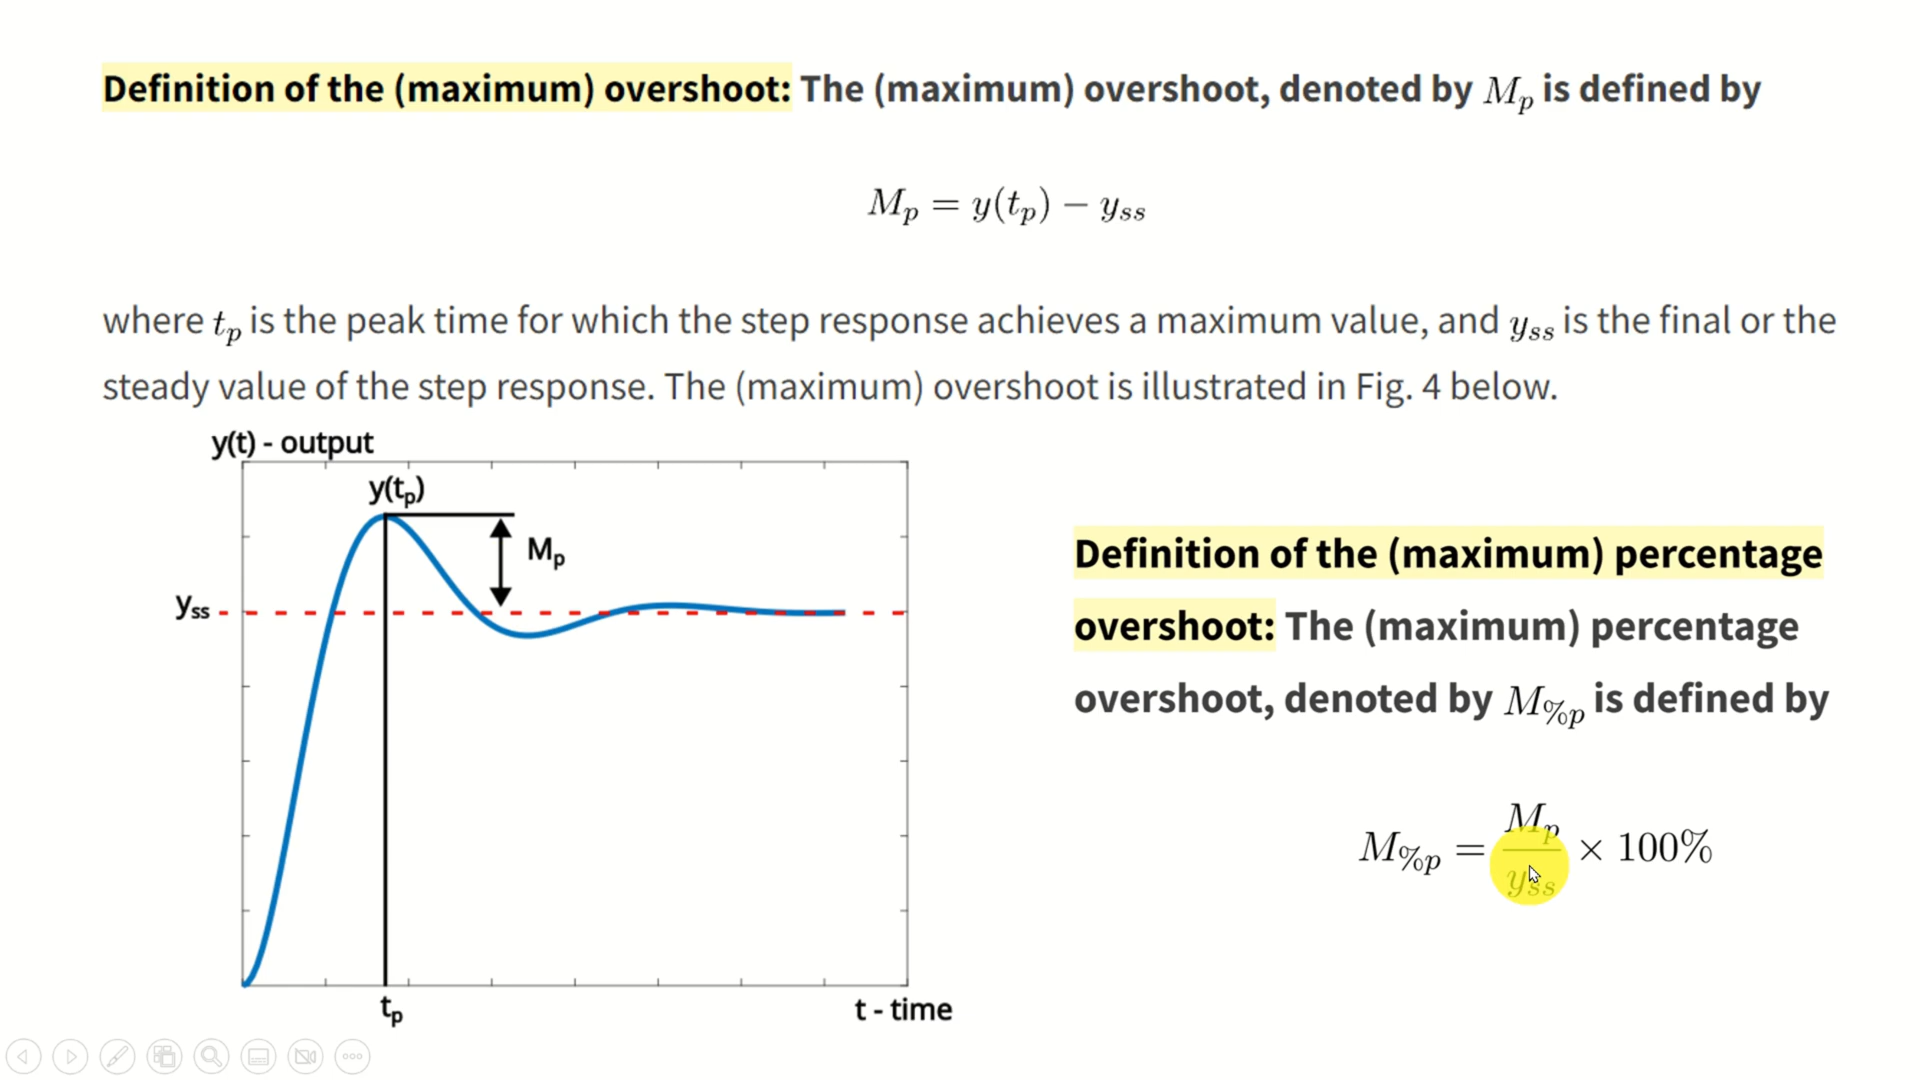 Definition of the (maximum) overshoot: The (maximum) overshoot, denoted by M_p is defined by
M_p = y(t_p) − y_ss
where t_p is the peak time for which the step response achieves a maximum value, and y_ss is the final or the
steady value of the step response. The (maximum) overshoot is illustrated in Fig. 4 below.
y(t) - output
y(t_p)
M_p
y_ss
t_p
t - time
Definition of the (maximum) percentage
overshoot: The (maximum) percentage
overshoot, denoted by M_%p is defined by
M_%p = M_p / y_ss × 100%